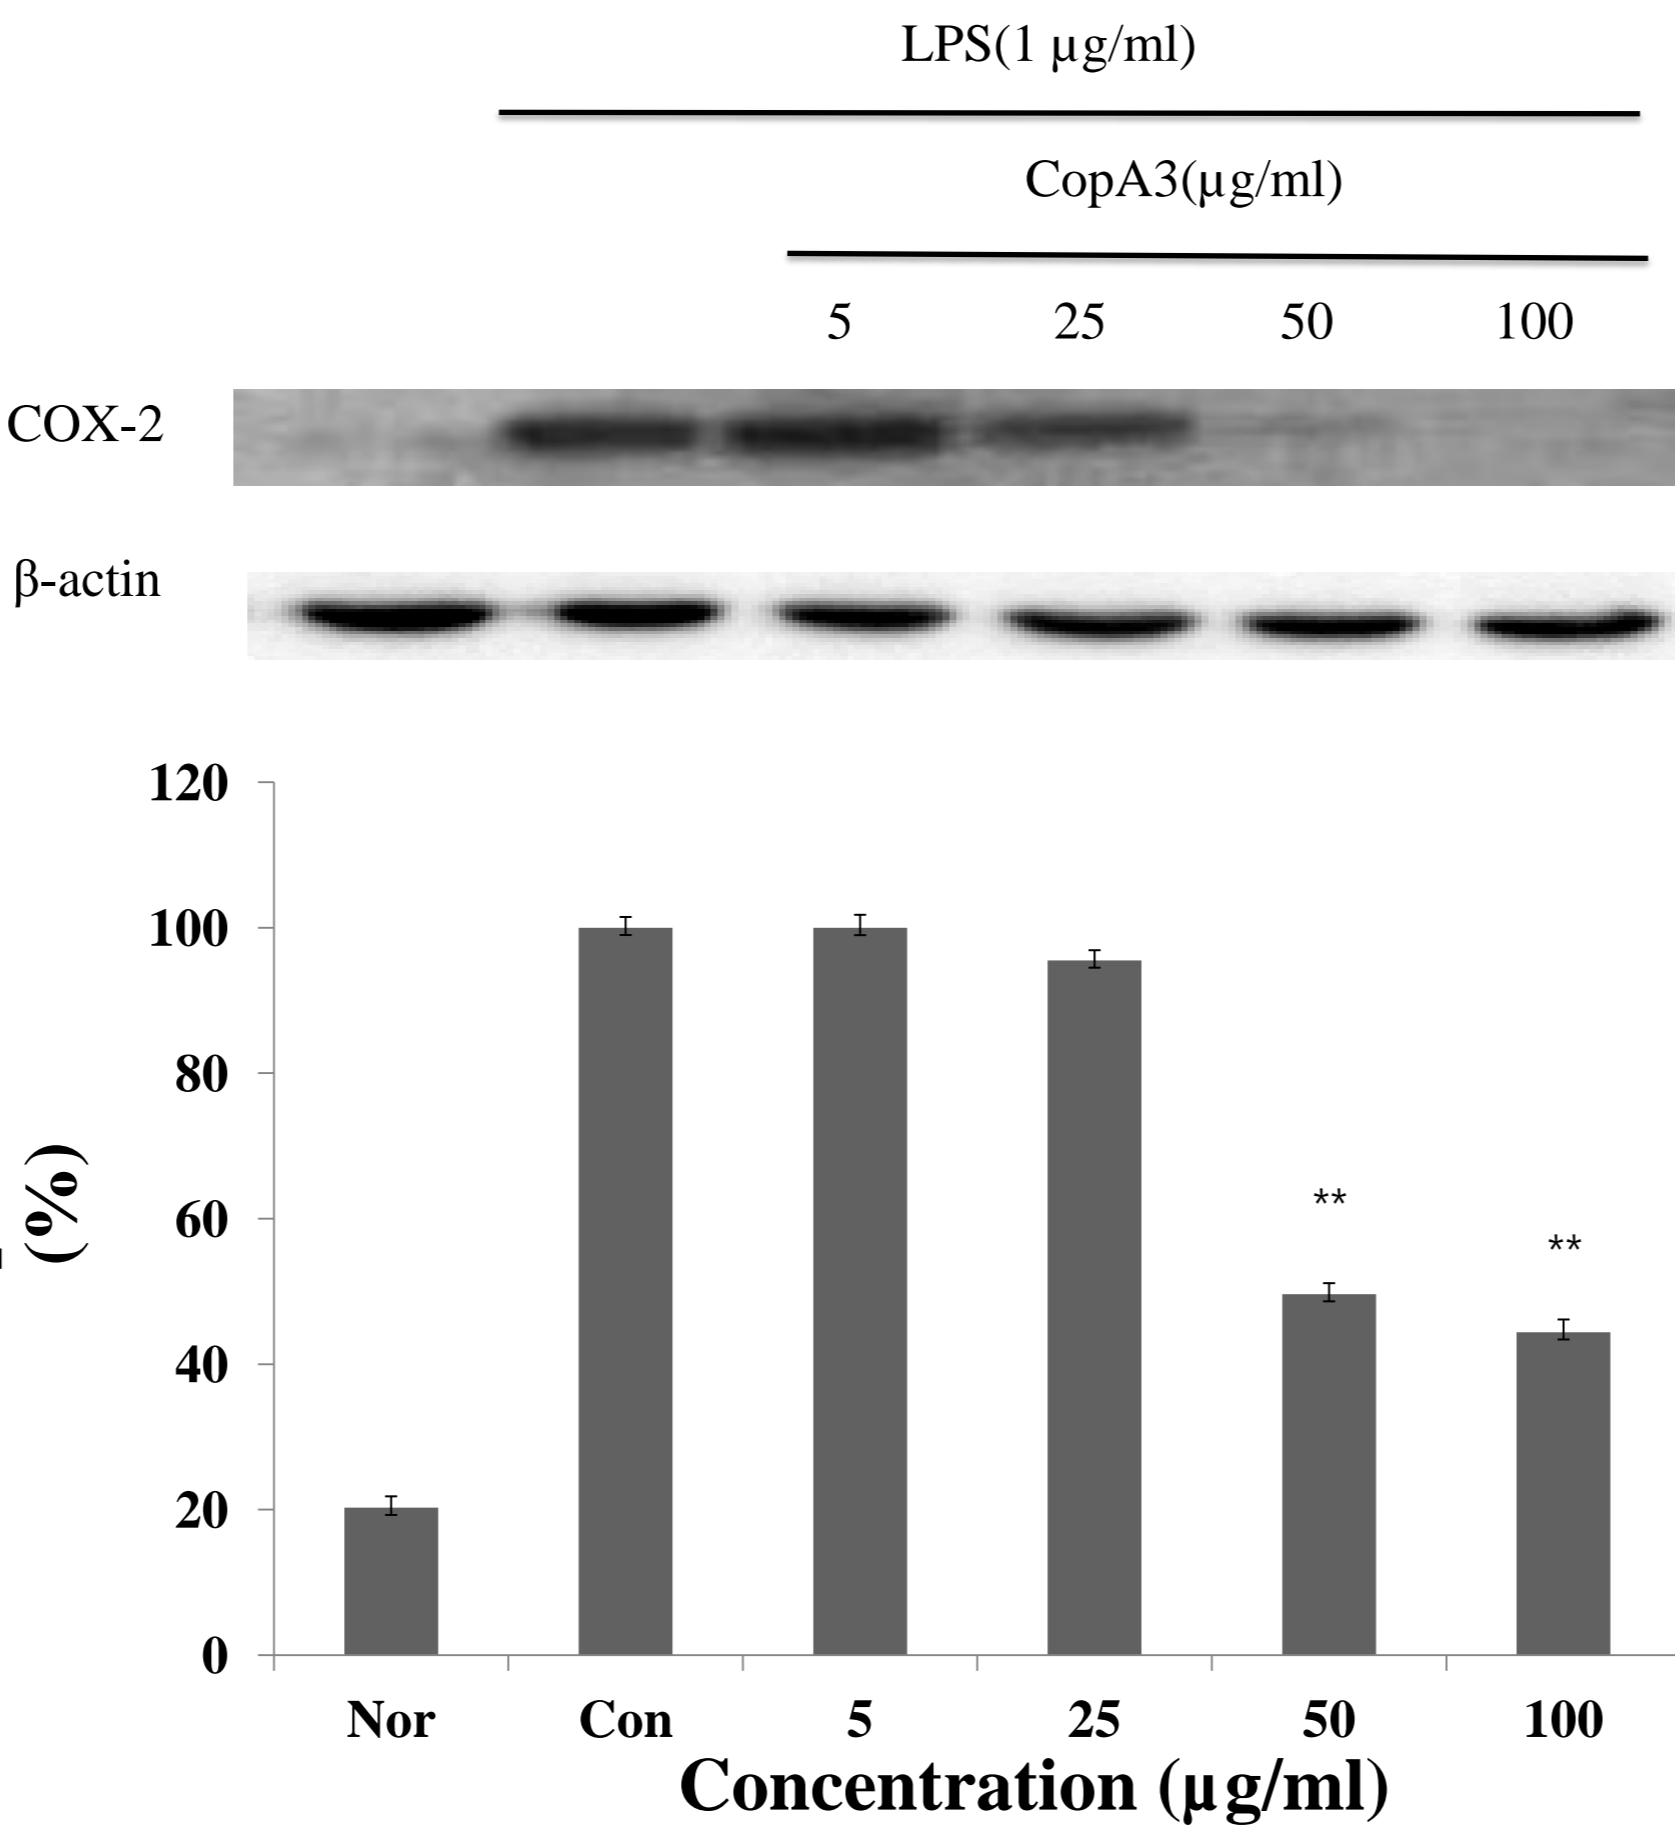 LPS(1 µg/ml)
CopA3(µg/ml)
5 25 50 100
COX-2
β-actin
120
100
80
60
40
20
0
(%)
**
**
Nor Con 5 25 50 100
Concentration (µg/ml)